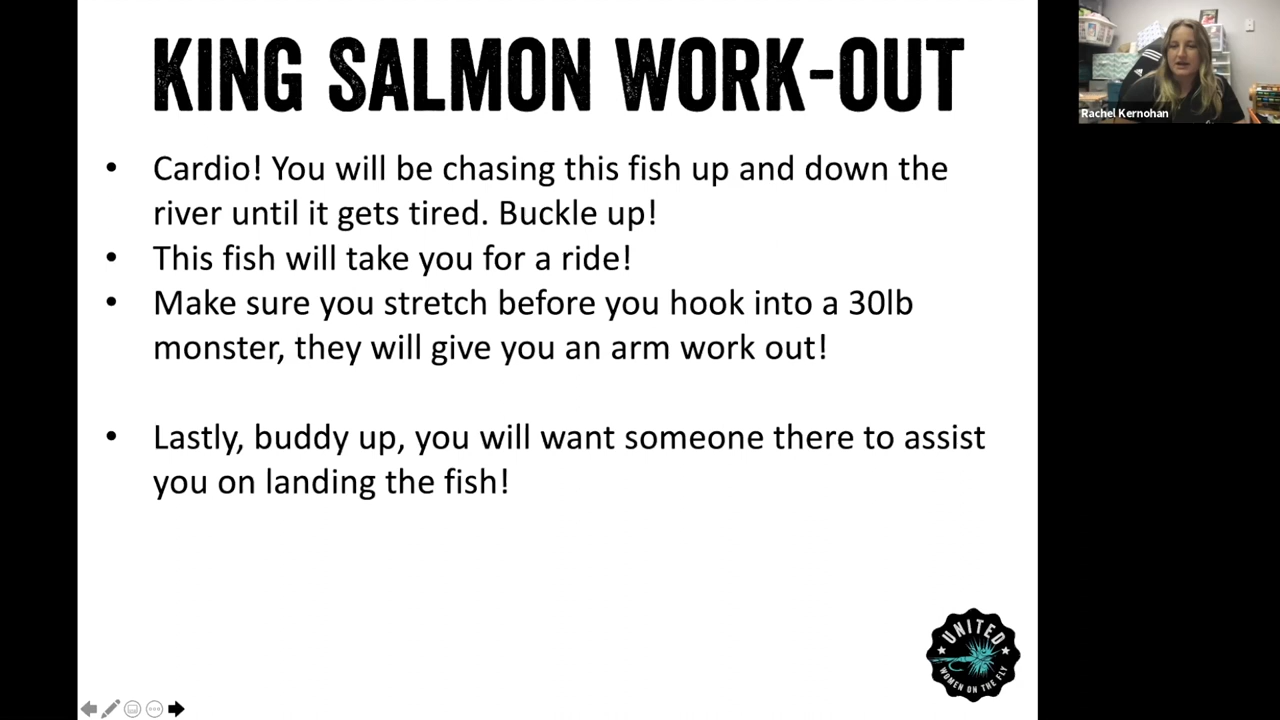 KING SALMON WORK-OUT
Rachel Kernohan
• Cardio! You will be chasing this fish up and down the
river until it gets tired. Buckle up!
• This fish will take you for a ride!
• Make sure you stretch before you hook into a 30lb
monster, they will give you an arm work out!
• Lastly, buddy up, you will want someone there to assist
you on landing the fish!
UNITED
WOMEN ON THE FLY